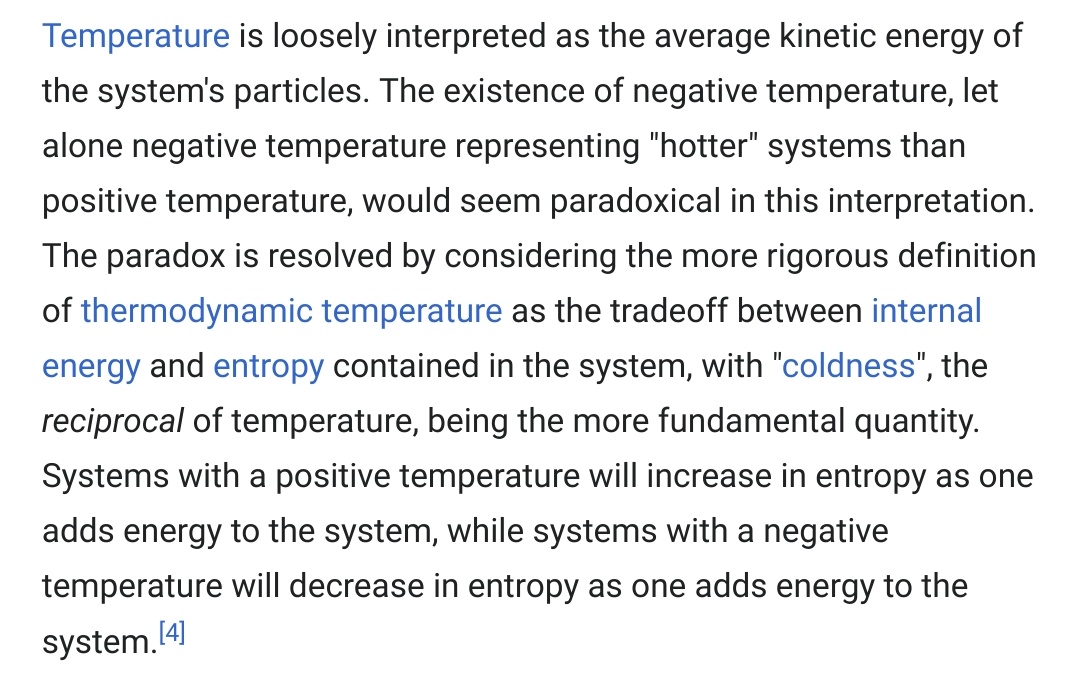 Temperature is loosely interpreted as the average kinetic energy of
the system's particles. The existence of negative temperature, let
alone negative temperature representing "hotter" systems than
positive temperature, would seem paradoxical in this interpretation.
The paradox is resolved by considering the more rigorous definition
of thermodynamic temperature as the tradeoff between internal
energy and entropy contained in the system, with "coldness", the
reciprocal of temperature, being the more fundamental quantity.
Systems with a positive temperature will increase in entropy as one
adds energy to the system, while systems with a negative
temperature will decrease in entropy as one adds energy to the
system.[4]